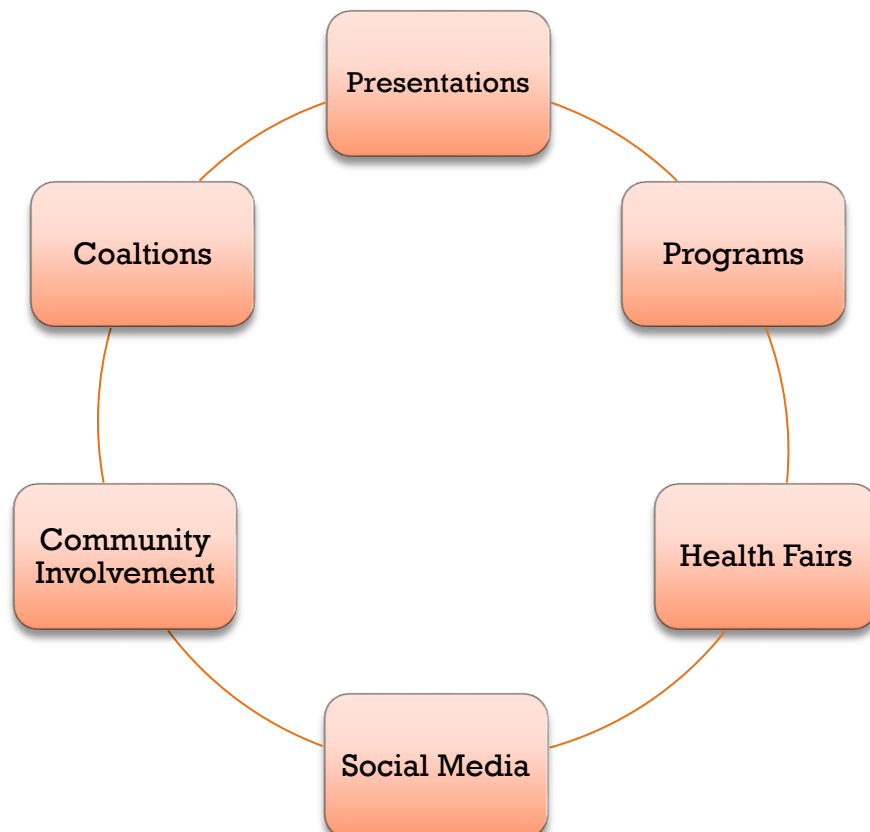 Presentations
Programs
Health Fairs
Social Media
Community
Involvement
Coaltions